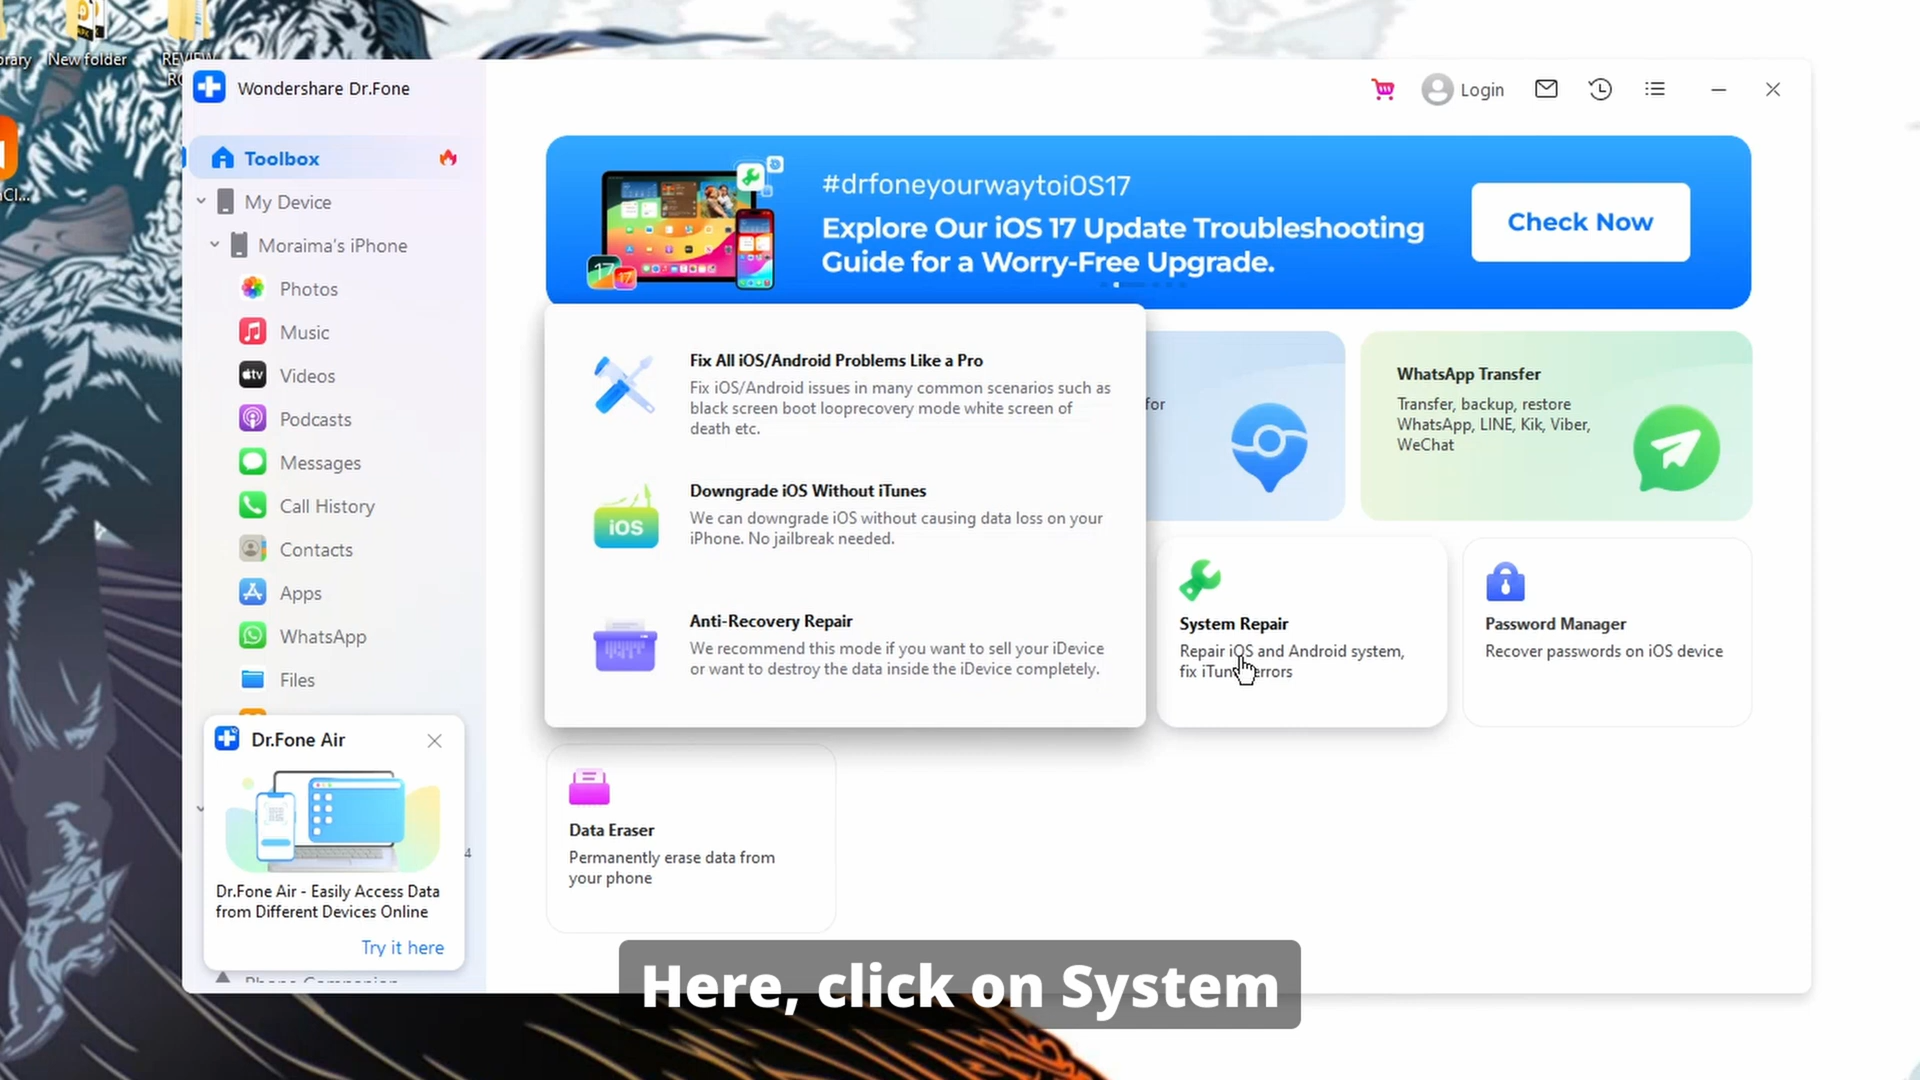 New folder
REVIEW
Wondershare Dr.Fone
Login
Toolbox
My Device
Moraima's iPhone
Photos
Music
Videos
Podcasts
Messages
Call History
Contacts
Apps
WhatsApp
Files
#drfoneyourwaytoiOS17
Explore Our iOS 17 Update Troubleshooting
Guide for a Worry-Free Upgrade.
Check Now
Fix All iOS/Android Problems Like a Pro
Fix iOS/Android issues in many common scenarios such as
black screen boot looprecovery mode white screen of
death etc.
Downgrade iOS Without iTunes
We can downgrade iOS without causing data loss on your
iPhone. No jailbreak needed.
iOS
Anti-Recovery Repair
We recommend this mode if you want to sell your iDevice
or want to destroy the data inside the iDevice completely.
for
WhatsApp Transfer
Transfer, backup, restore
WhatsApp, LINE, Kik, Viber,
WeChat
System Repair
Repair iOS and Android system,
fix errors
Password Manager
Recover passwords on iOS device
Data Eraser
Permanently erase data from
your phone
Dr.Fone Air
Dr.Fone Air - Easily Access Data
from Different Devices Online
Try it here
4
Here, click on System